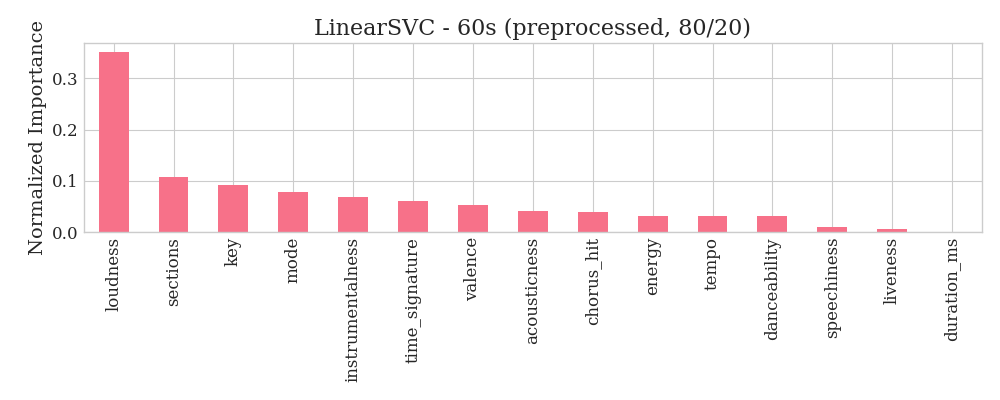 LinearSVC - 60s (preprocessed, 80/20)
Normalized Importance
0.3
0.2
0.1
0.0
loudness
sections
key
mode
instrumentalness
time_signature
valence
acousticness
chorus_hit
energy
tempo
danceability
speechiness
liveness
duration_ms